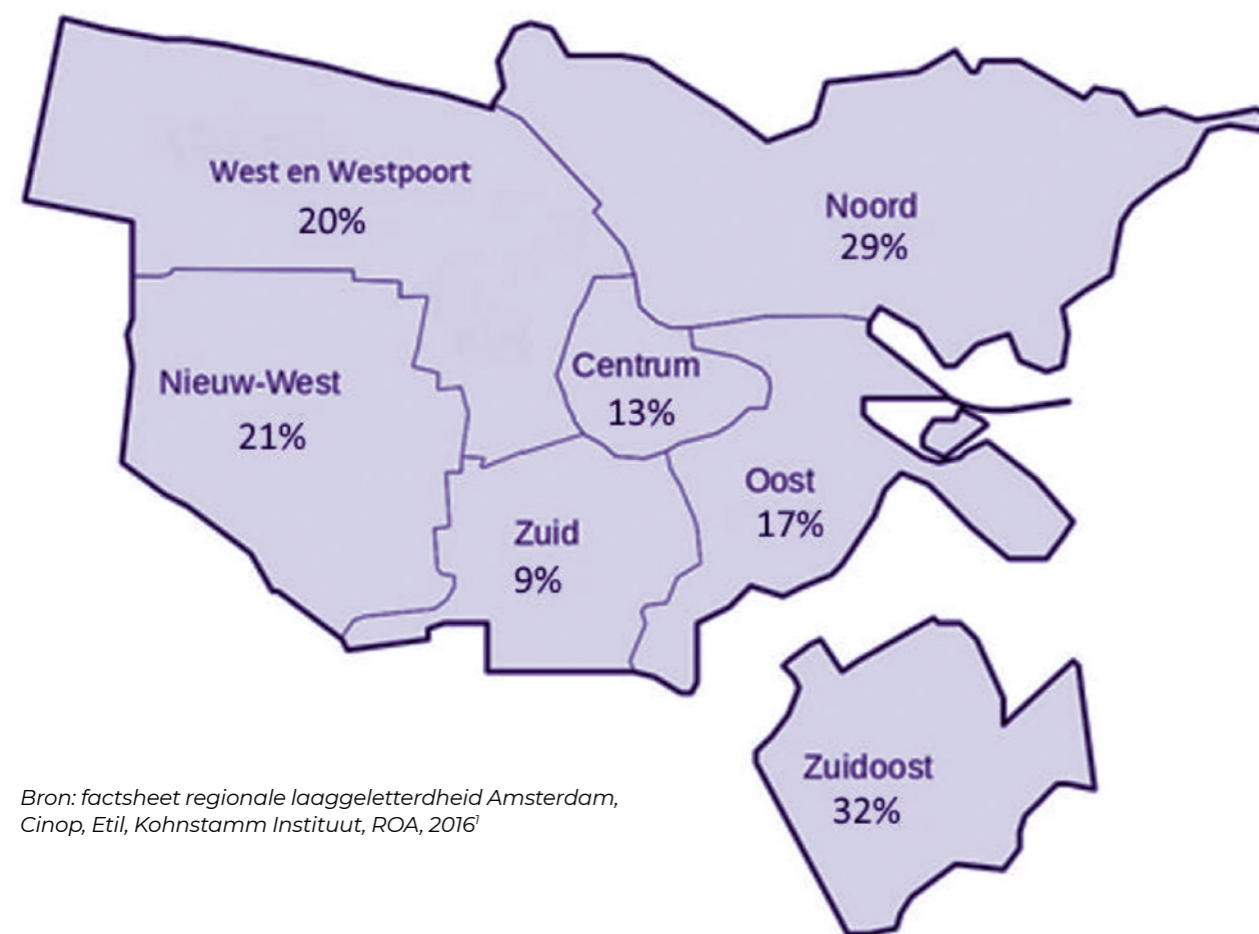 West en Westpoort
20%
Noord
29%
Centrum
13%
Nieuw-West
21%
Oost
17%
Zuid
9%
Zuidoost
32%
Bron: factsheet regionale laaggeletterdheid Amsterdam,
Cinop, Etil, Kohnstamm Instituut, ROA, 2016¹